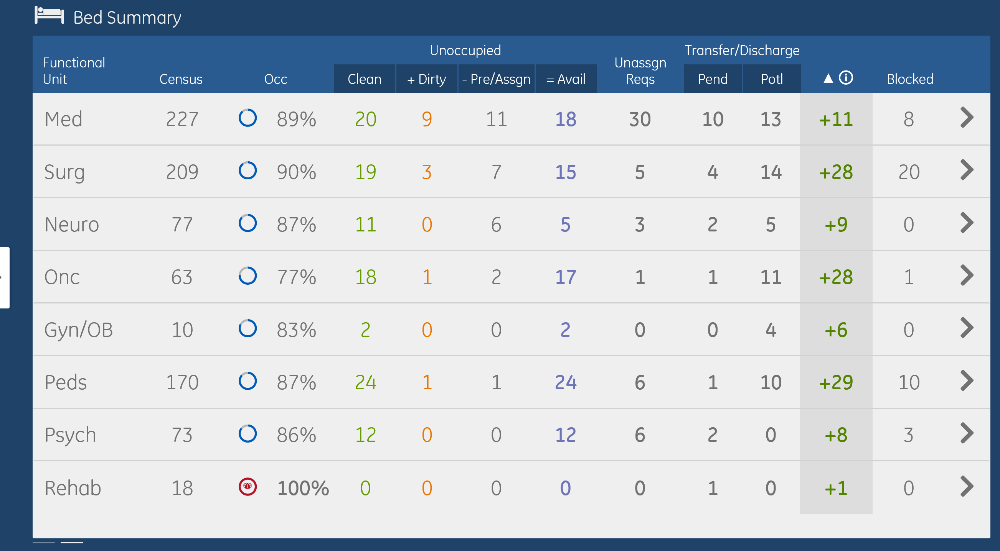 Bed Summary
Unoccupied Transfer/Discharge
Functional Unassgn
Unit Census Occ Clean + Dirty - Pre/Assgn = Avail Reqs Pend Potl ▲ i Blocked
Med 227 89% 20 9 11 18 30 10 13 +11 8
Surg 209 90% 19 3 7 15 5 4 14 +28 20
Neuro 77 87% 11 0 6 5 3 2 5 +9 0
Onc 63 77% 18 1 2 17 1 1 11 +28 1
Gyn/OB 10 83% 2 0 0 2 0 0 4 +6 0
Peds 170 87% 24 1 1 24 6 1 10 +29 10
Psych 73 86% 12 0 0 12 6 2 0 +8 3
Rehab 18 100% 0 0 0 0 0 1 0 +1 0